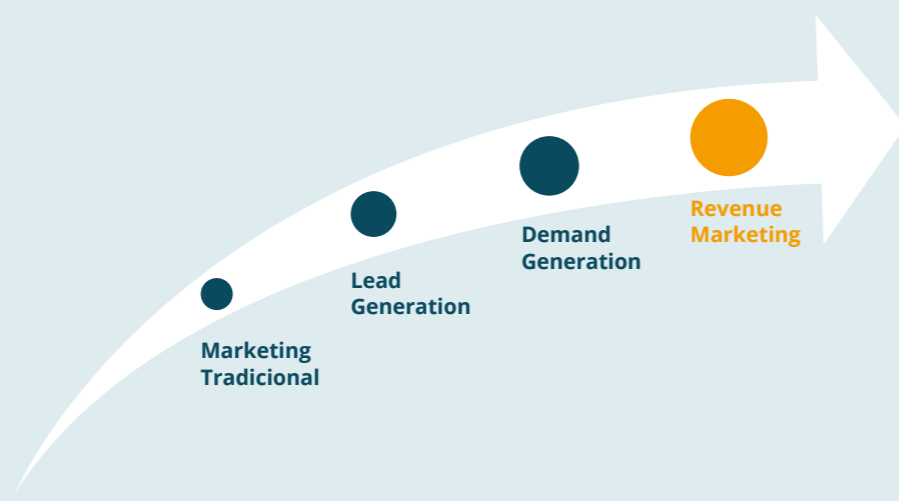 Marketing
Tradicional
Lead
Generation
Demand
Generation
Revenue
Marketing